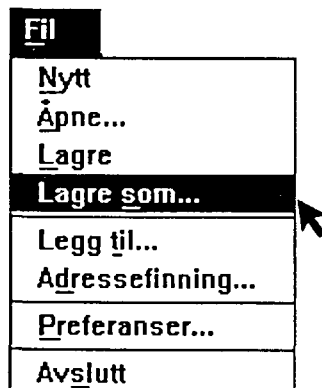 Fil
Nytt
Åpne...
Lagre
Lagre som...
Legg til...
Adressefinning...
Preferanser...
Avslutt